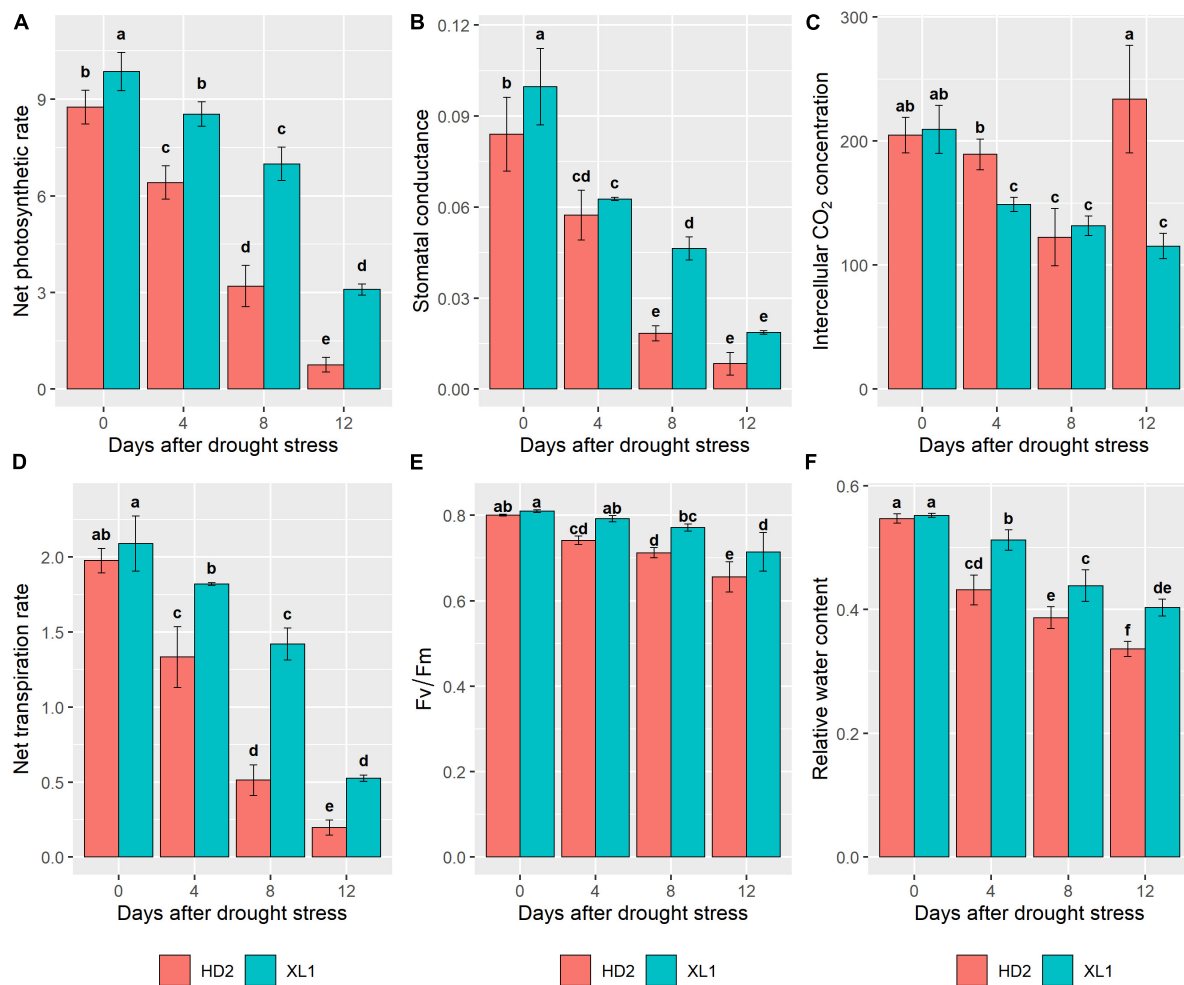 A
Net photosynthetic rate
9
6
3
0
b a
c b
d c
e d
0 4 8 12
Days after drought stress
B
Stomatal conductance
0.12
0.09
0.06
0.03
0.00
b a
cd c
e d
e e
0 4 8 12
Days after drought stress
C
Intercellular CO₂ concentration
300
200
100
0
ab ab
b c
c c
a c
0 4 8 12
Days after drought stress
D
Net transpiration rate
2.0
1.5
1.0
0.5
0.0
ab a
c b
d c
e d
0 4 8 12
Days after drought stress
HD2 XL1
E
Fv/Fm
0.8
0.6
0.4
0.2
0.0
ab a
cd ab
d bc
e d
0 4 8 12
Days after drought stress
HD2 XL1
F
Relative water content
0.6
0.4
0.2
0.0
a a
cd b
e c
f de
0 4 8 12
Days after drought stress
HD2 XL1